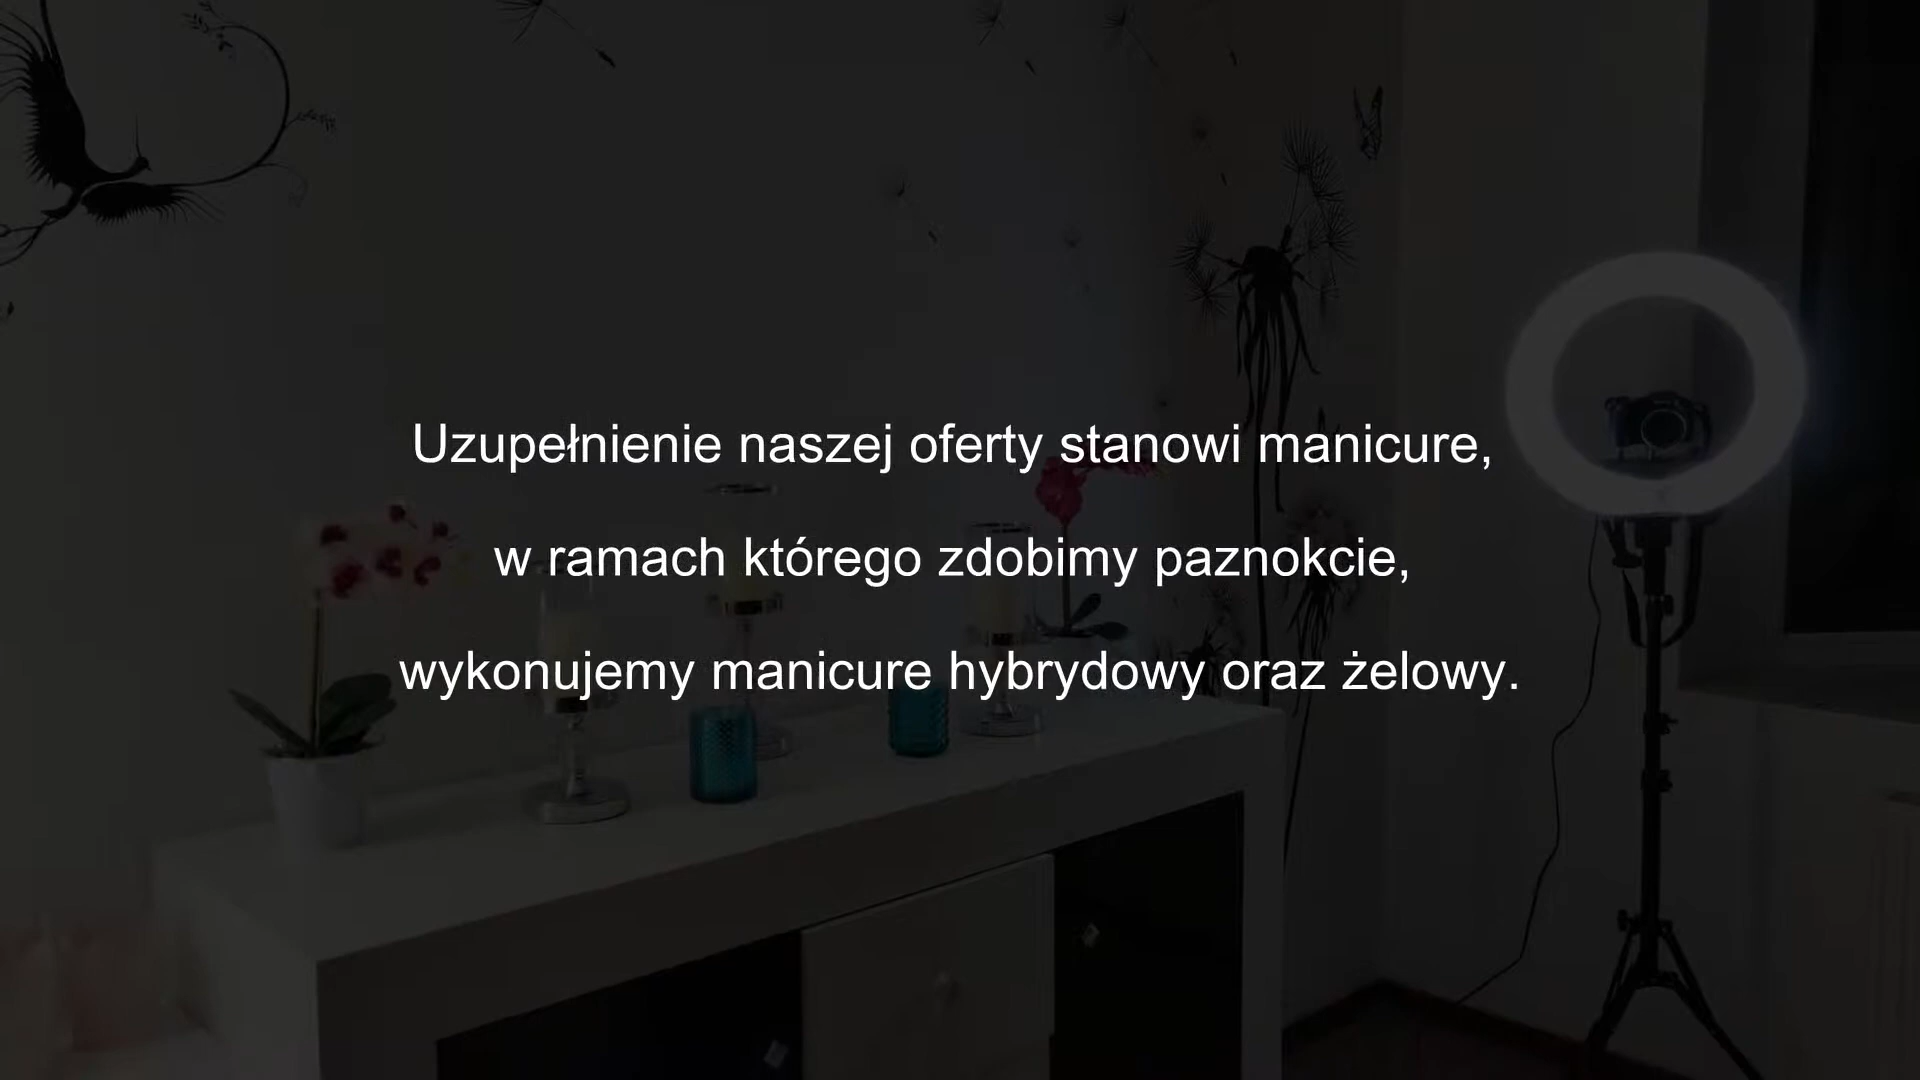 Uzupełnienie naszej oferty stanowi manicure,
w ramach którego zdobimy paznokcie,
wykonujemy manicure hybrydowy oraz żelowy.